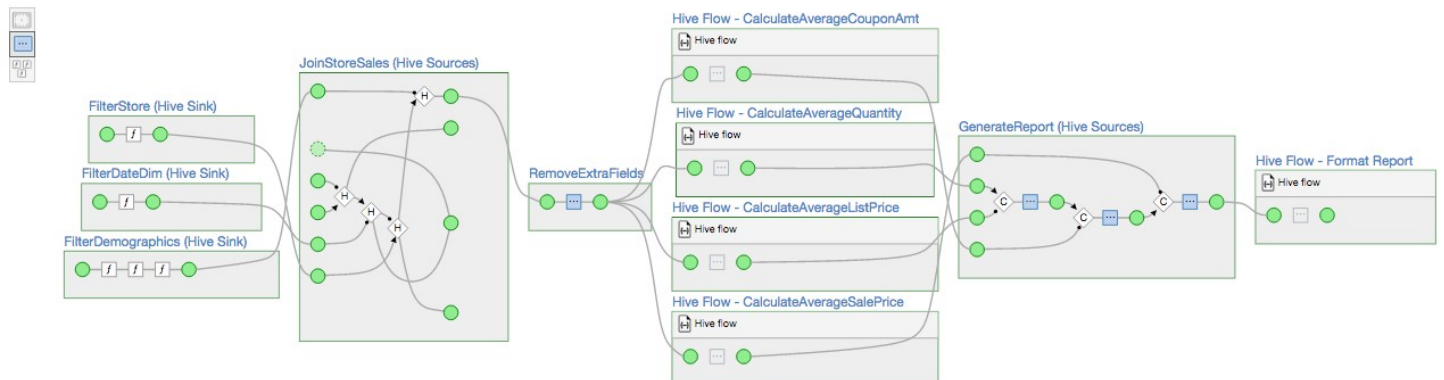 Hive Flow - CalculateAverageCouponAmt
Hive flow
JoinStoreSales (Hive Sources)
H
H
H
H
FilterStore (Hive Sink)
f
FilterDateDim (Hive Sink)
f
FilterDemographics (Hive Sink)
f f f
RemoveExtraFields
Hive Flow - CalculateAverageQuantity
Hive flow
Hive Flow - CalculateAverageListPrice
Hive flow
Hive Flow - CalculateAverageSalePrice
Hive flow
GenerateReport (Hive Sources)
C
C
C
Hive Flow - Format Report
Hive flow